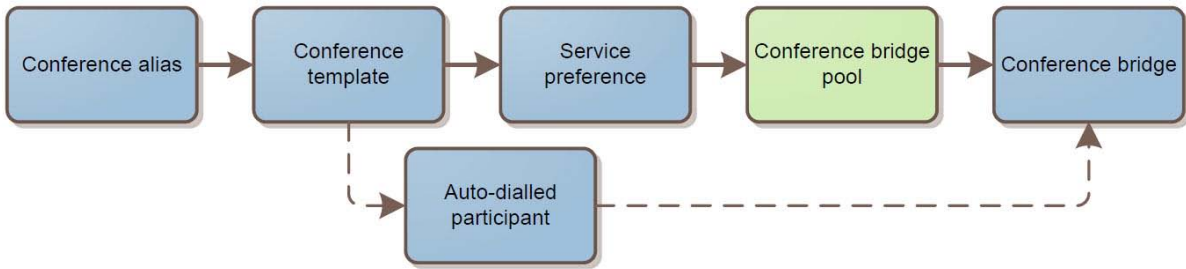 Conference alias
Conference
template
Service
preference
Conference bridge
pool
Conference bridge
Auto-dialled
participant